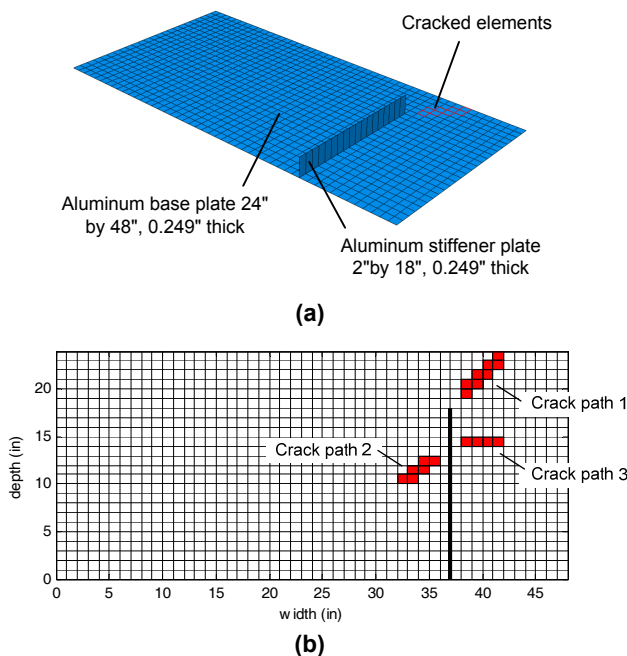 Cracked elements
Aluminum base plate 24"
by 48", 0.249" thick
Aluminum stiffener plate
2"by 18", 0.249" thick
(a)
20
15
10
5
0
depth (in)
Crack path 1
Crack path 2
Crack path 3
0 5 10 15 20 25 30 35 40 45
width (in)
(b)